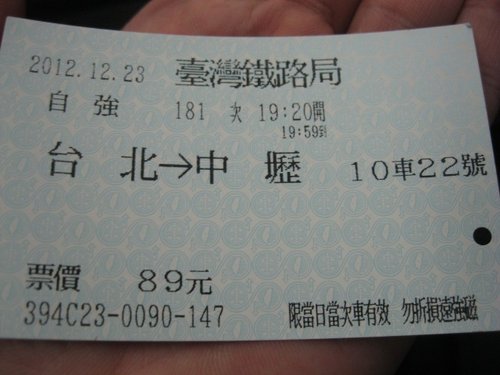 2012.12.23 臺灣鐵路局
自強 181 次 19:20開
19:59到
台北→中壢 10車22號
票價 89元
394C23-0090-147 限當日當次車有效 勿折損遠強磁